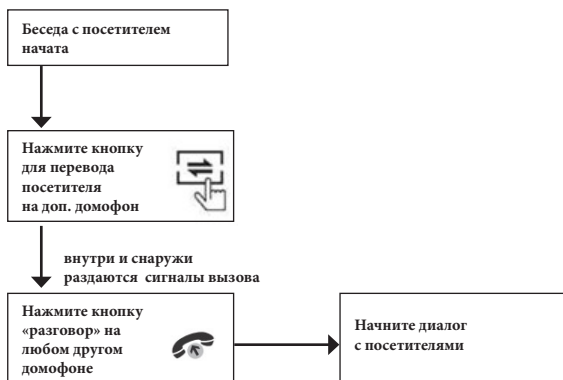 Беседа с посетителем
начата
Нажмите кнопку
для перевода
посетителя
на доп. домофон
внутри и снаружи
раздаются сигналы вызова
Нажмите кнопку
«разговор» на
любом другом
домофоне
Начните диалог
с посетителями